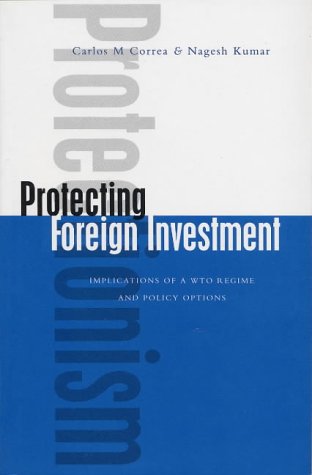 Carlos M Correa & Nagesh Kumar
Protectionism
Protecting
Foreign Investment
IMPLICATIONS OF A WTO REGIME
AND POLICY OPTIONS